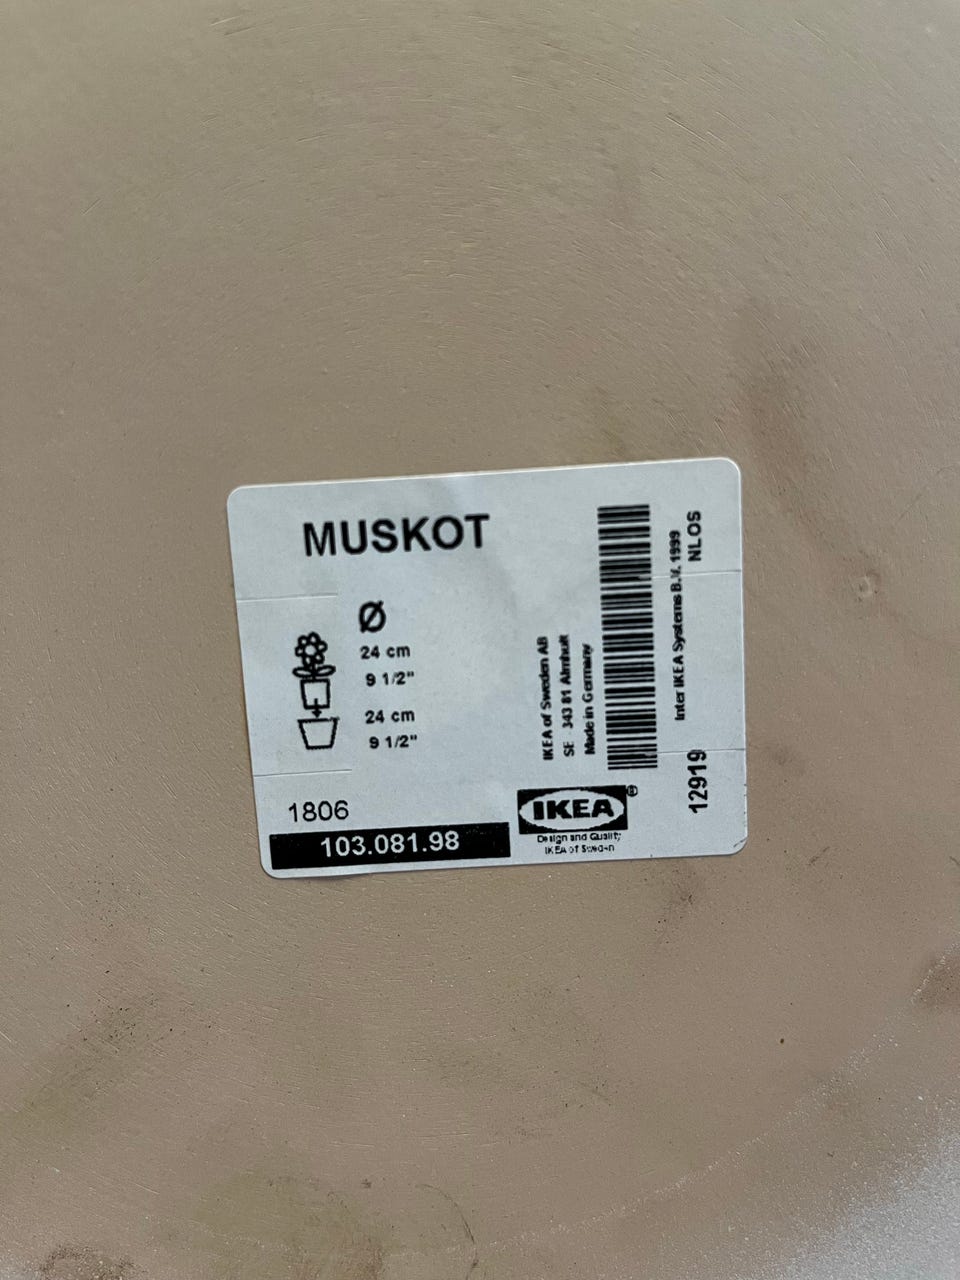 MUSKOT
Ø
24 cm
9 1/2"
24 cm
9 1/2"
1806
103.081.98
IKEA of Sweden AB
SE 343 81 Älmhult
Made in Germany
Inter IKEA Systems B.V. 1999
NLOS
12919
IKEA®
Design and Quality
IKEA of Sweden